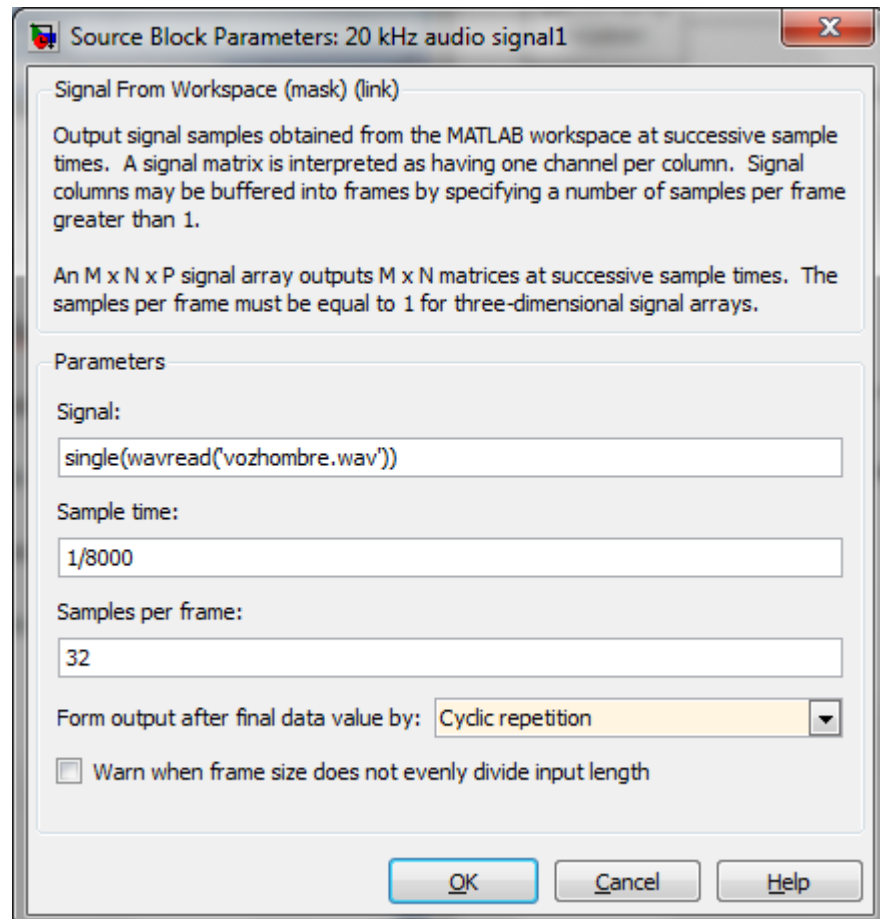 Source Block Parameters: 20 kHz audio signal1
Signal From Workspace (mask) (link)
Output signal samples obtained from the MATLAB workspace at successive sample
times.  A signal matrix is interpreted as having one channel per column.  Signal
columns may be buffered into frames by specifying a number of samples per frame
greater than 1.
An M x N x P signal array outputs M x N matrices at successive sample times.  The
samples per frame must be equal to 1 for three-dimensional signal arrays.
Parameters
Signal:
single(wavread('vozhombre.wav'))
Sample time:
1/8000
Samples per frame:
32
Form output after final data value by: Cyclic repetition
Warn when frame size does not evenly divide input length
OK Cancel Help